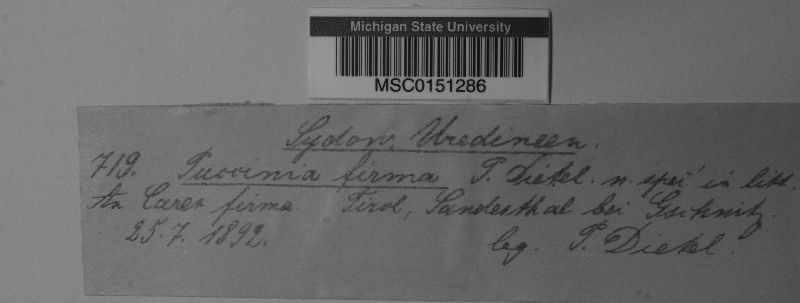 Michigan State University
MSC0151286
Sydow, Uredineen.
719. Puccinia firma P. Dietel. n. spec. in litt.
An Carex firma. Tirol, Sandesthal bei Gschnitz.
25.7.1892. leg. P. Dietel.